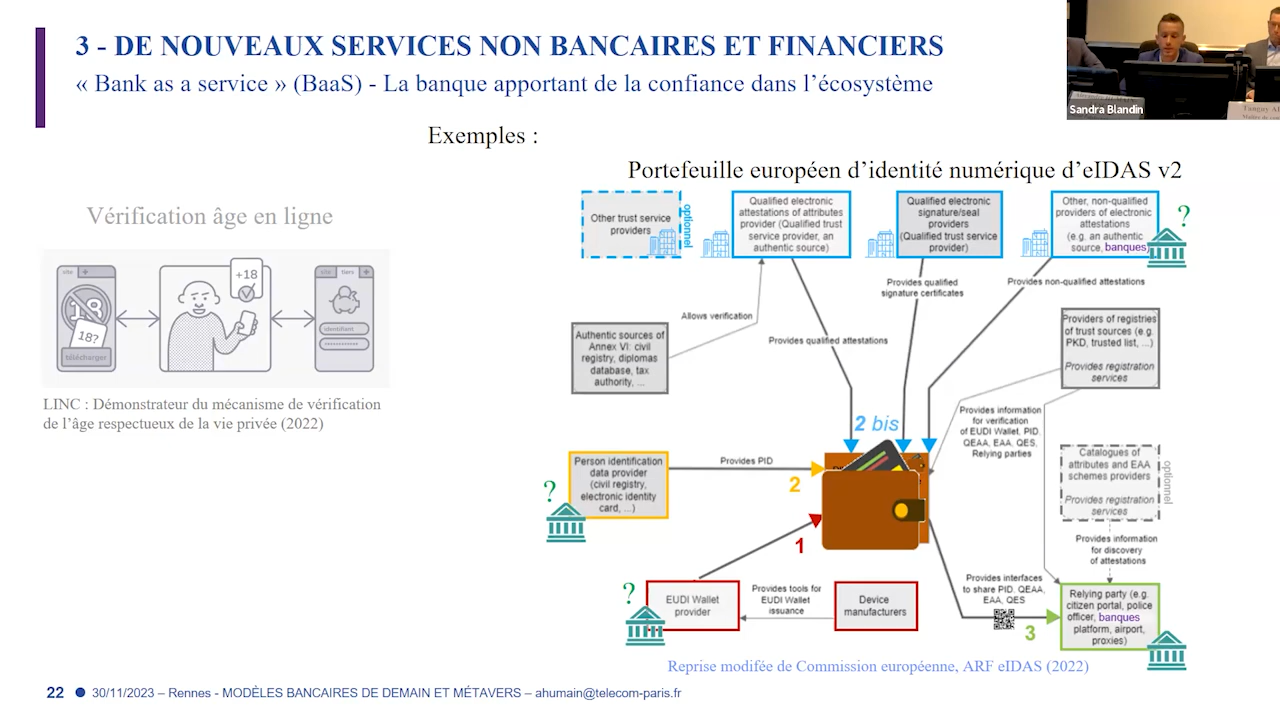 3 - DE NOUVEAUX SERVICES NON BANCAIRES ET FINANCIERS
« Bank as a service » (BaaS) - La banque apportant de la confiance dans l'écosystème
Sandra Blandin
Exemples :
Portefeuille européen d'identité numérique d'eIDAS v2
Vérification âge en ligne
site
+18
site tiers
18
18?
télécharger
identifiant
LINC : Démonstrateur du mécanisme de vérification
de l'âge respectueux de la vie privée (2022)
Other trust service
providers
optionnel
Qualified electronic
attestations of attributes
provider (Qualified trust
service provider, an
authentic source)
Qualified electronic
signature/seal
providers
(Qualified trust service
provider)
Other, non-qualified
providers of electronic
attestations
(e.g. an authentic
source, banques
?
Allows verification
Provides qualified
signature certificates
Provides non-qualified attestations
Authentic sources of
Annex VI: civil
registry, diplomas
database, tax
authority, ...
Provides qualified attestations
Providers of registries
of trust sources (e.g.
PKD, trusted list, ...)
Provides registration
services
2 bis
Provides information
for verification
of EUDI Wallet, PID,
QEAA, EAA, QES,
Relying parties
Person identification
data provider
(civil registry,
electronic identity
card, ...)
?
Provides PID
2
Catalogues of
attributes and EAA
schemes providers
Provides registration
services
optionnel
Provides information
for discovery
of attestations
1
?
EUDI Wallet
provider
Provides tools for
EUDI Wallet
issuance
Device
manufacturers
Provides interfaces
to share PID, QEAA,
EAA, QES
3
Relying party (e.g.
citizen portal, police
officer, banques
platform, airport,
proxies)
Reprise modifée de Commission européenne, ARF eIDAS (2022)
22 30/11/2023 – Rennes - MODÈLES BANCAIRES DE DEMAIN ET MÉTAVERS – ahumain@telecom-paris.fr